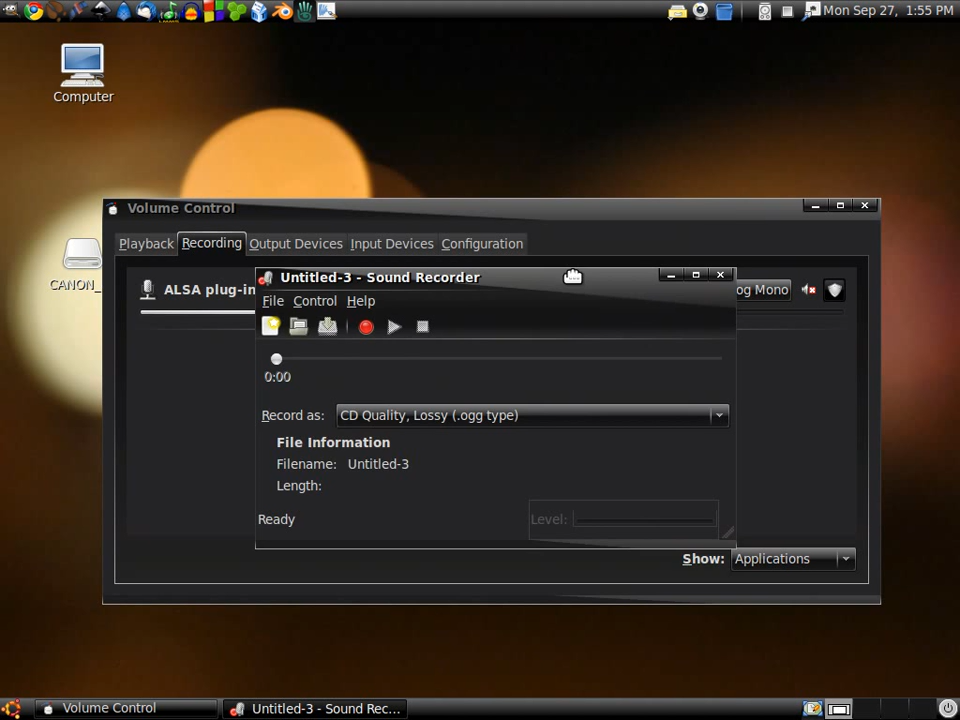 Mon Sep 27, 1:55 PM
Computer
Volume Control
Playback Recording Output Devices Input Devices Configuration
CANON_
ALSA plug-in
og Mono
Untitled-3 - Sound Recorder
File Control Help
0:00
Record as: CD Quality, Lossy (.ogg type)
File Information
Filename: Untitled-3
Length:
Ready
Level:
Show: Applications
Volume Control
Untitled-3 - Sound Rec...